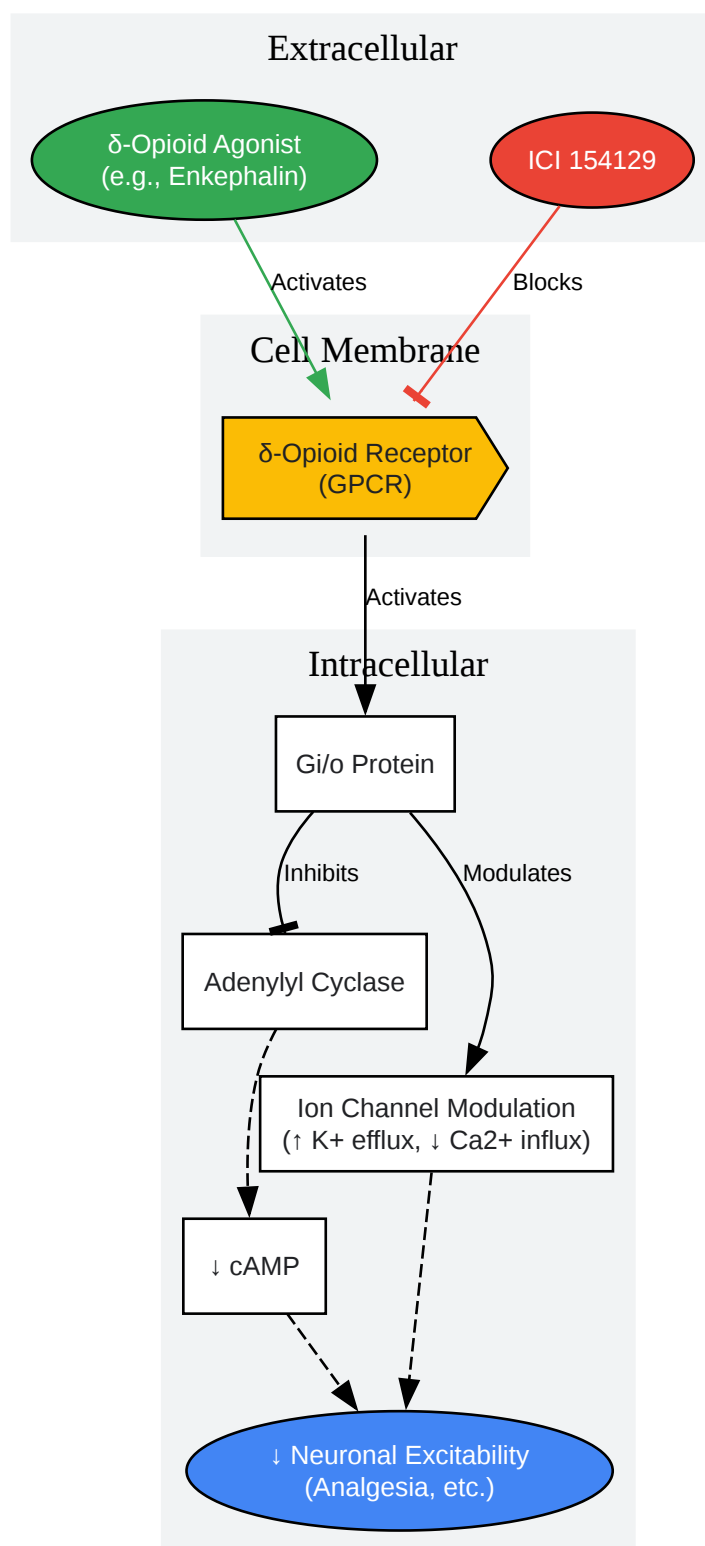 Extracellular
δ-Opioid Agonist
(e.g., Enkephalin)
ICI 154129
Activates
Blocks
Cell Membrane
δ-Opioid Receptor
(GPCR)
Activates
Intracellular
Gi/o Protein
Inhibits
Modulates
Adenylyl Cyclase
Ion Channel Modulation
(↑ K+ efflux, ↓ Ca2+ influx)
↓ cAMP
↓ Neuronal Excitability
(Analgesia, etc.)